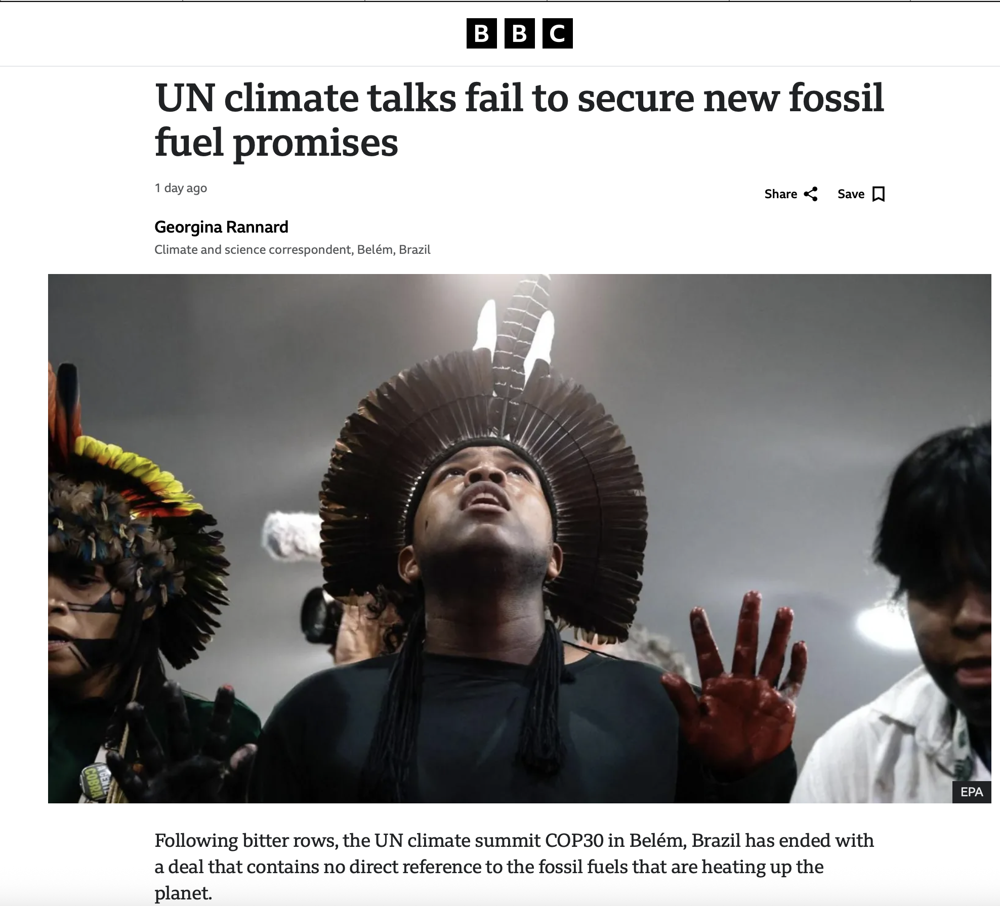 BBC
UN climate talks fail to secure new fossil
fuel promises
1 day ago
Share Save
Georgina Rannard
Climate and science correspondent, Belém, Brazil
A GENTE
COBRA
EPA
Following bitter rows, the UN climate summit COP30 in Belém, Brazil has ended with
a deal that contains no direct reference to the fossil fuels that are heating up the
planet.